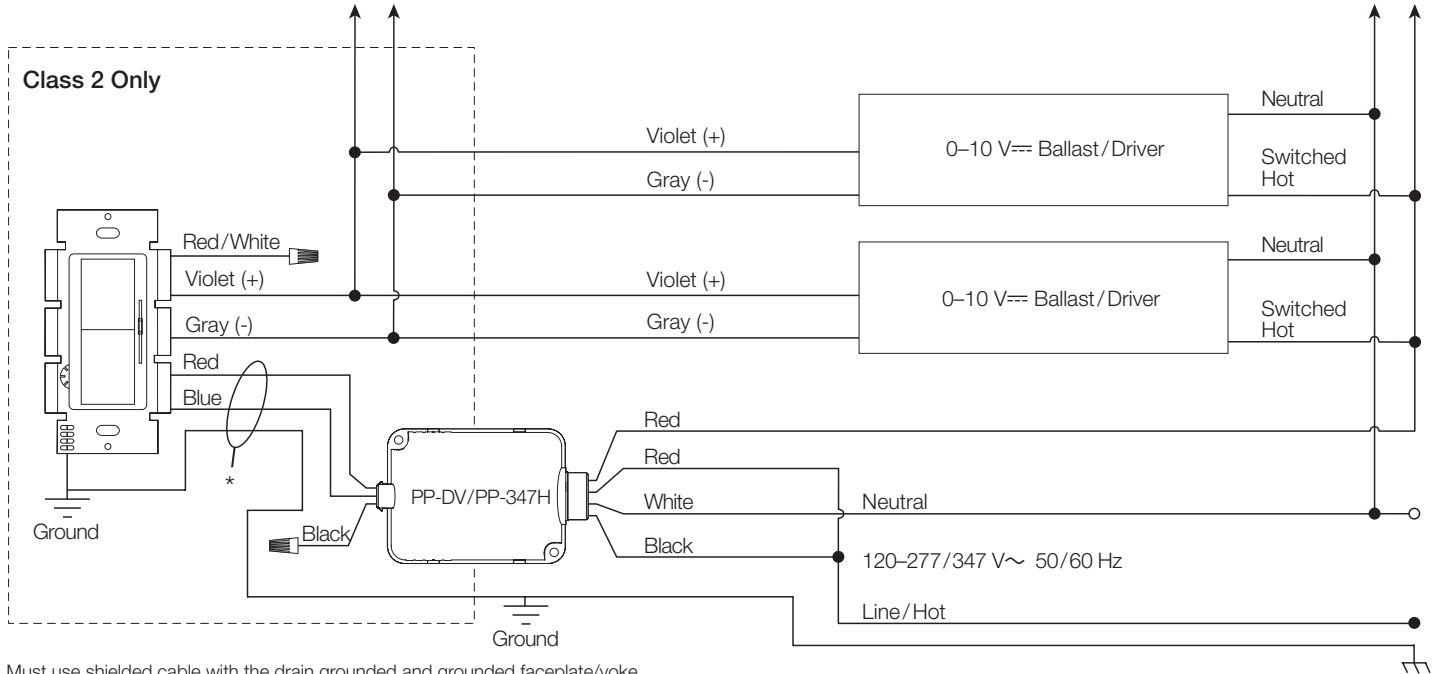 Class 2 Only
Neutral
Violet (+)
0–10 V⎓ Ballast/Driver
Switched
Hot
Gray (-)
Red/White
Neutral
Violet (+)
Violet (+)
0–10 V⎓ Ballast/Driver
Switched
Hot
Gray (-)
Gray (-)
Red
Blue
Red
*
Red
PP-DV/PP-347H
White
Neutral
Ground
Black
Black
120–277/347 V~ 50/60 Hz
Line/Hot
Ground
Must use shielded cable with the drain grounded and grounded faceplate/yoke